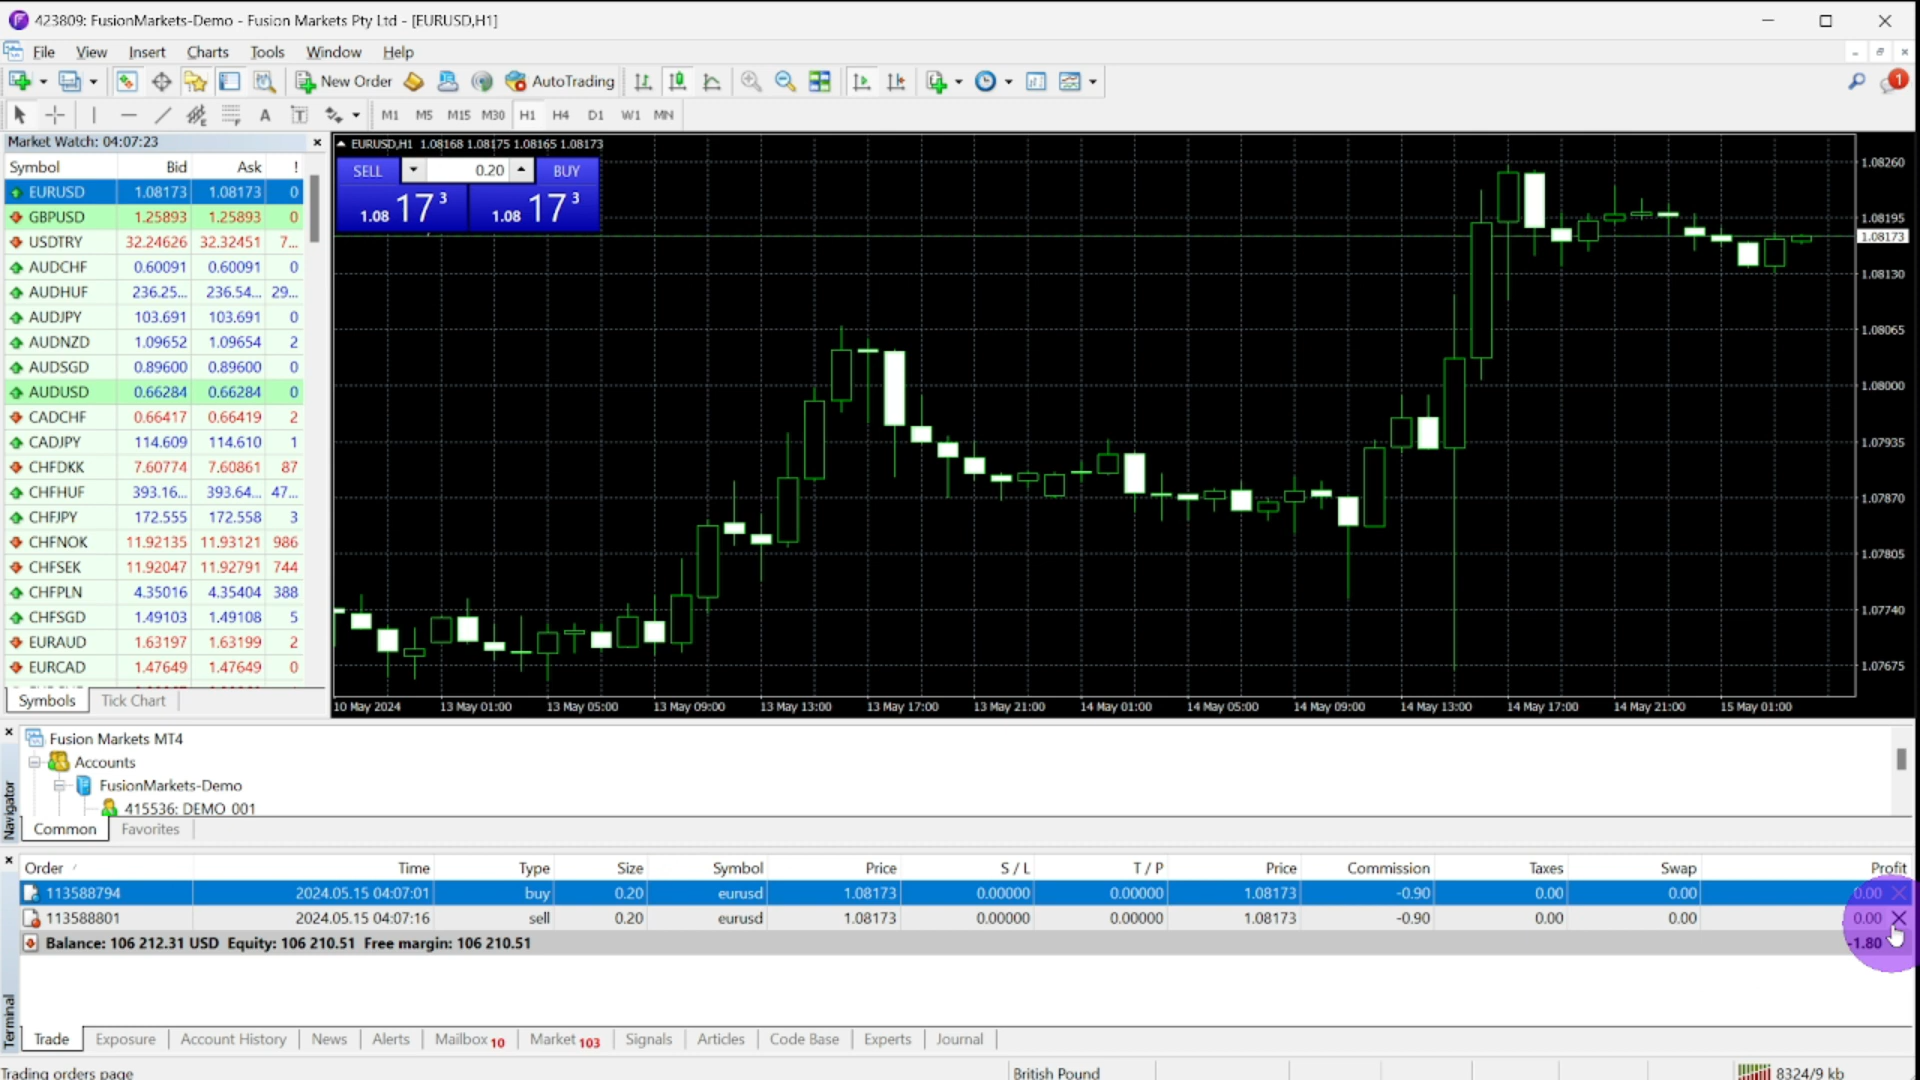 423809: FusionMarkets-Demo - Fusion Markets Pty Ltd - [EURUSD,H1]
File View Insert Charts Tools Window Help
New Order AutoTrading 1
A T M1 M5 M15 M30 H1 H4 D1 W1 MN
Market Watch: 04:07:23
Symbol Bid Ask !
EURUSD 1.08173 1.08173 0
GBPUSD 1.25893 1.25893 0
USDTRY 32.24626 32.32451 7...
AUDCHF 0.60091 0.60091 0
AUDHUF 236.25... 236.54... 29...
AUDJPY 103.691 103.691 0
AUDNZD 1.09652 1.09654 2
AUDSGD 0.89600 0.89600 0
AUDUSD 0.66284 0.66284 0
CADCHF 0.66417 0.66419 2
CADJPY 114.609 114.610 1
CHFDKK 7.60774 7.60861 87
CHFHUF 393.16... 393.64... 47...
CHFJPY 172.555 172.558 3
CHFNOK 11.92135 11.93121 986
CHFSEK 11.92047 11.92791 744
CHFPLN 4.35016 4.35404 388
CHFSGD 1.49103 1.49108 5
EURAUD 1.63197 1.63199 2
EURCAD 1.47649 1.47649 0
Symbols Tick Chart
EURUSD,H1 1.08168 1.08175 1.08165 1.08173
SELL 0.20 BUY
1.08 17 3 1.08 17 3
1.08260
1.08195
1.08173
1.08130
1.08065
1.08000
1.07935
1.07870
1.07805
1.07740
1.07675
10 May 2024 13 May 01:00 13 May 05:00 13 May 09:00 13 May 13:00 13 May 17:00 13 May 21:00 14 May 01:00 14 May 05:00 14 May 09:00 14 May 13:00 14 May 17:00 14 May 21:00 15 May 01:00
Navigator
Fusion Markets MT4
Accounts
FusionMarkets-Demo
415536: DEMO 001
Common Favorites
Terminal
Order / Time Type Size Symbol Price S / L T / P Price Commission Taxes Swap Profit
113588794 2024.05.15 04:07:01 buy 0.20 eurusd 1.08173 0.00000 0.00000 1.08173 -0.90 0.00 0.00 0.00
113588801 2024.05.15 04:07:16 sell 0.20 eurusd 1.08173 0.00000 0.00000 1.08173 -0.90 0.00 0.00 0.00
Balance: 106 212.31 USD Equity: 106 210.51 Free margin: 106 210.51 -1.80
Trade Exposure Account History News Alerts Mailbox 10 Market 103 Signals Articles Code Base Experts Journal
Trading orders page British Pound 8324/9 kb